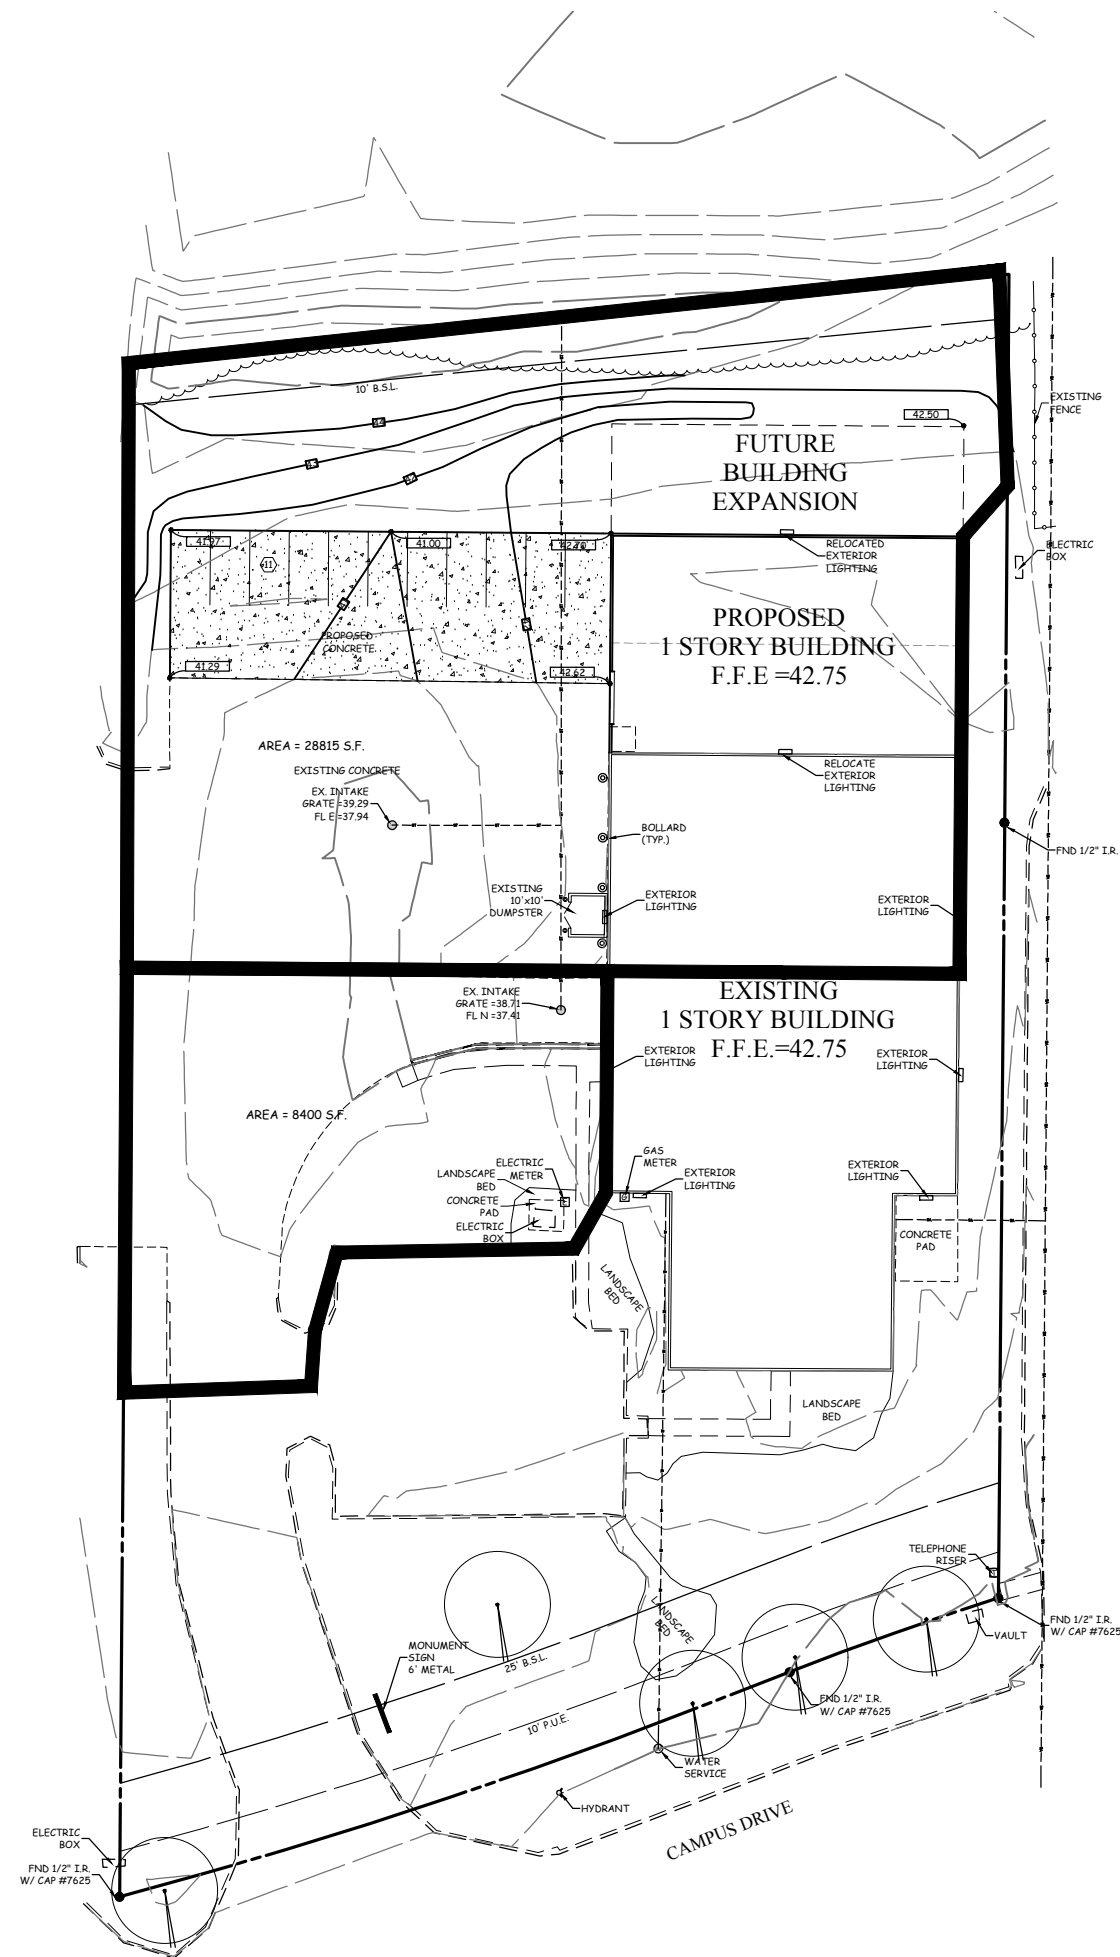 10' B.S.L.
EXISTING
FENCE
42.50
FUTURE
BUILDING
EXPANSION
41.97
41.00
42.70
11
RELOCATED
EXTERIOR
LIGHTING
ELECTRIC
BOX
PROPOSED
CONCRETE
PROPOSED
1 STORY BUILDING
F.F.E =42.75
41.29
42.62
AREA = 28815 S.F.
EXISTING CONCRETE
EX. INTAKE
GRATE =39.29
FL E =37.94
RELOCATE
EXTERIOR
LIGHTING
BOLLARD
(TYP.)
FND 1/2" I.R.
EXISTING
10'x10'
DUMPSTER
EXTERIOR
LIGHTING
EXTERIOR
LIGHTING
EX. INTAKE
GRATE =38.71
FL N =37.41
EXISTING
1 STORY BUILDING
F.F.E.=42.75
EXTERIOR
LIGHTING
EXTERIOR
LIGHTING
AREA = 8400 S.F.
GAS
METER
EXTERIOR
LIGHTING
EXTERIOR
LIGHTING
ELECTRIC
METER
LANDSCAPE
BED
CONCRETE
PAD
ELECTRIC
BOX
CONCRETE
PAD
LANDSCAPE
BED
LANDSCAPE
BED
TELEPHONE
RISER
LANDSCAPE
BED
FND 1/2" I.R.
W/ CAP #7625
VAULT
MONUMENT
SIGN
6' METAL
25' B.S.L.
10' P.U.E.
FND 1/2" I.R.
W/ CAP #7625
WATER
SERVICE
HYDRANT
CAMPUS DRIVE
ELECTRIC
BOX
FND 1/2" I.R.
W/ CAP #7625